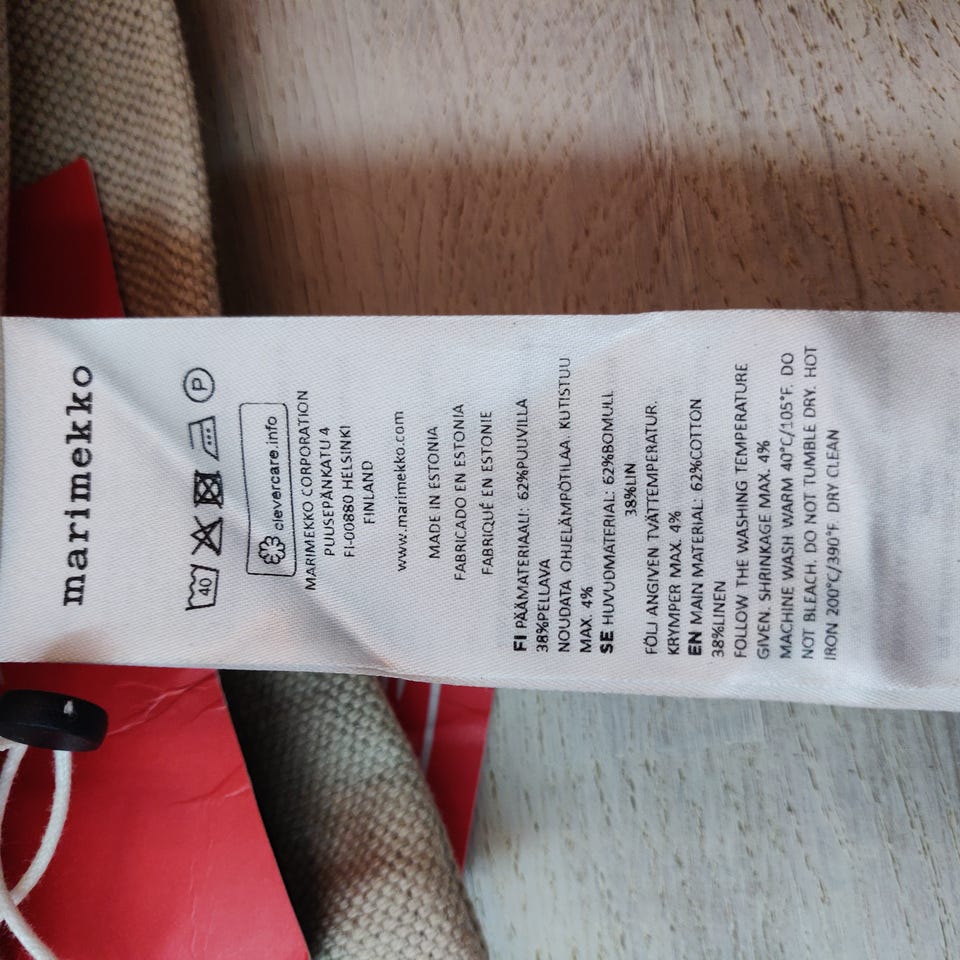 marimekko
40 P
clevercare.info
MARIMEKKO CORPORATION
PUUSEPÄNKATU 4
FI-00880 HELSINKI
FINLAND
www.marimekko.com
MADE IN ESTONIA
FABRICADO EN ESTONIA
FABRIQUÉ EN ESTONIE
FI PÄÄMATERIAALI: 62%PUUVILLA
38%PELLAVA
NOUDATA OHJELÄMPÖTILAA. KUTISTUU
MAX. 4%
SE HUVUDMATERIAL: 62%BOMULL
38%LIN
FÖLJ ANGIVEN TVÄTTEMPERATUR.
KRYMPER MAX. 4%
EN MAIN MATERIAL: 62%COTTON
38%LINEN
FOLLOW THE WASHING TEMPERATURE
GIVEN. SHRINKAGE MAX. 4%
MACHINE WASH WARM 40°C/105°F. DO
NOT BLEACH. DO NOT TUMBLE DRY. HOT
IRON 200°C/390°F DRY CLEAN